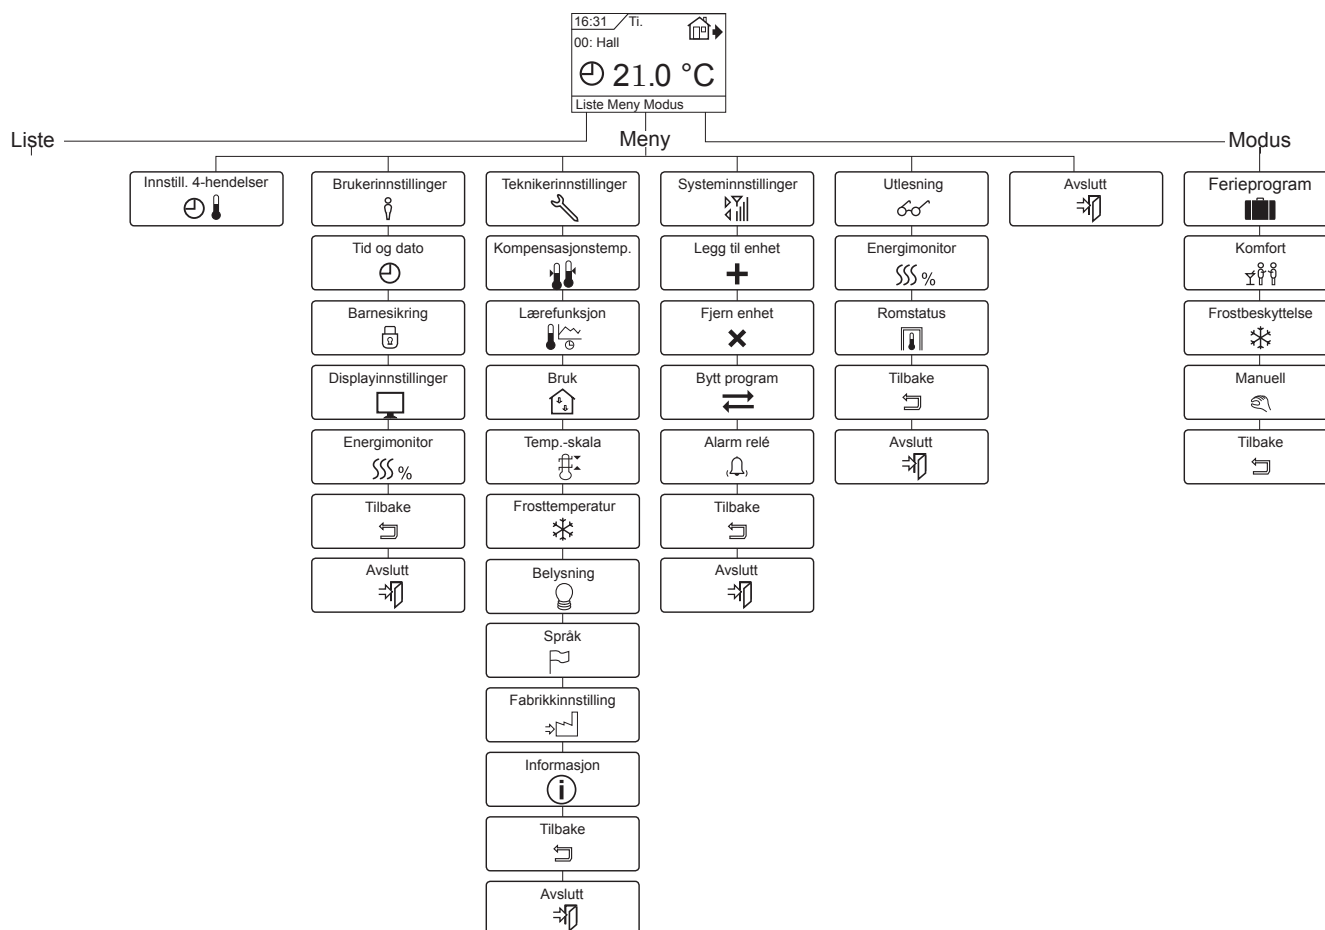 16:31 Ti.
00: Hall
21.0 °C
Liste Meny Modus
Liste
Meny
Modus
Innstill. 4-hendelser
Brukerinnstillinger
Tid og dato
Barnesikring
Displayinnstillinger
Energimonitor
%
Tilbake
Avslutt
Teknikerinnstillinger
Kompensasjonstemp.
Lærefunksjon
Bruk
Temp.-skala
Frosttemperatur
Belysning
Språk
Fabrikkinnstilling
Informasjon
i
Tilbake
Avslutt
Systeminnstillinger
Legg til enhet
Fjern enhet
Bytt program
Alarm relé
Tilbake
Avslutt
Utlesning
Energimonitor
%
Romstatus
Tilbake
Avslutt
Avslutt
Ferieprogram
Komfort
Frostbeskyttelse
Manuell
Tilbake